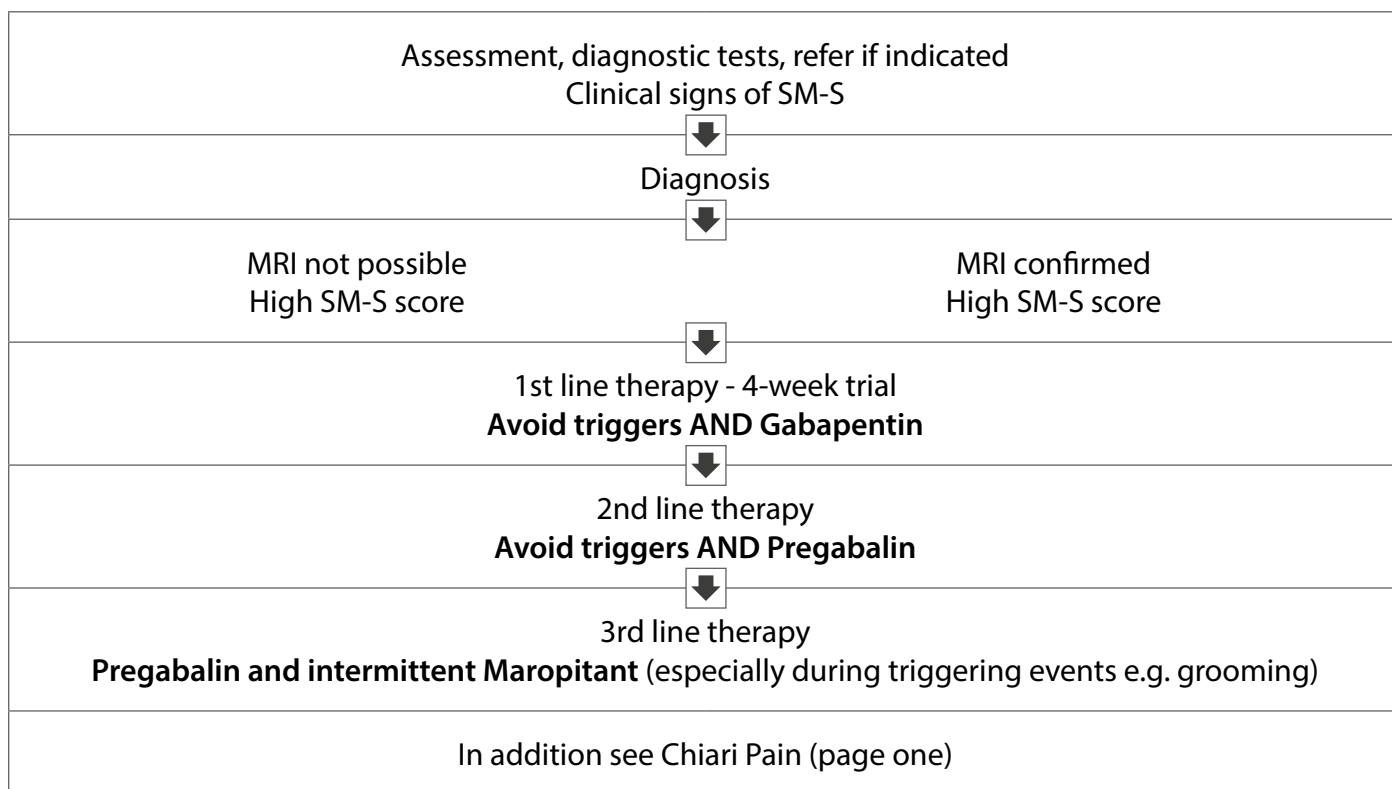 Assessment, diagnostic tests, refer if indicated
Clinical signs of SM-S
Diagnosis
MRI not possible
High SM-S score
MRI confirmed
High SM-S score
1st line therapy - 4-week trial
Avoid triggers AND Gabapentin
2nd line therapy
Avoid triggers AND Pregabalin
3rd line therapy
Pregabalin and intermittent Maropitant (especially during triggering events e.g. grooming)
In addition see Chiari Pain (page one)